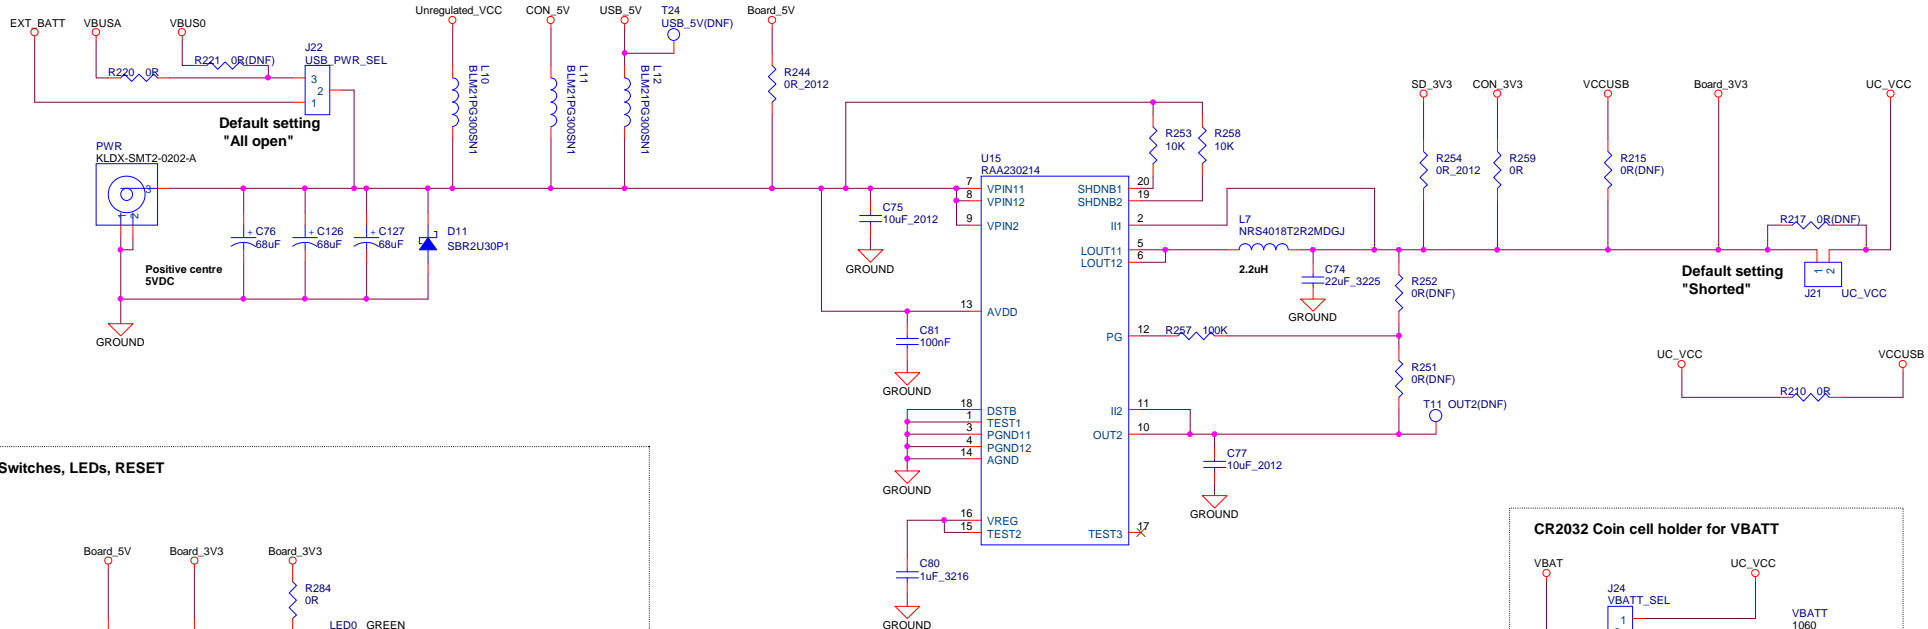 EXT_BATT
VBUSA
VBUS0
R221 0R(DNF)
R220 0R
J22
USB_PWR_SEL
3
2
1
Default setting
"All open"
PWR
KLDX-SMT2-0202-A
3
1
2
Positive centre
5VDC
GROUND
+ C76
68uF
+ C126
68uF
+ C127
68uF
D11
SBR2U30P1
Unregulated_VCC
L10
BLM21PG300SN1
CON_5V
L11
BLM21PG300SN1
USB_5V
L12
BLM21PG300SN1
T24
USB_5V(DNF)
Board_5V
R244
0R_2012
C75
10uF_2012
GROUND
C81
100nF
GROUND
GROUND
C80
1uF_3216
GROUND
U15
RAA230214
7 VPIN11
8 VPIN12
9 VPIN2
13 AVDD
18 DSTB
1 TEST1
3 PGND11
4 PGND12
14 AGND
16 VREG
15 TEST2
SHDNB1 20
SHDNB2 19
II1 2
LOUT11 5
LOUT12 6
PG 12
II2 11
OUT2 10
TEST3 17
R253
10K
R258
10K
L7
NRS4018T2R2MDGJ
2.2uH
C74
22uF_3225
GROUND
R257 100K
R252
0R(DNF)
R251
0R(DNF)
T11 OUT2(DNF)
C77
10uF_2012
GROUND
SD_3V3
R254
0R_2012
CON_3V3
R259
0R
VCCUSB
R215
0R(DNF)
Board_3V3
UC_VCC
R217 0R(DNF)
Default setting
"Shorted"
1
2
J21 UC_VCC
UC_VCC
VCCUSB
R210 0R
Switches, LEDs, RESET
Board_5V
Board_3V3
Board_3V3
R284
0R
LED0 GREEN
CR2032 Coin cell holder for VBATT
VBAT
UC_VCC
J24
VBATT_SEL
1
VBATT
1060